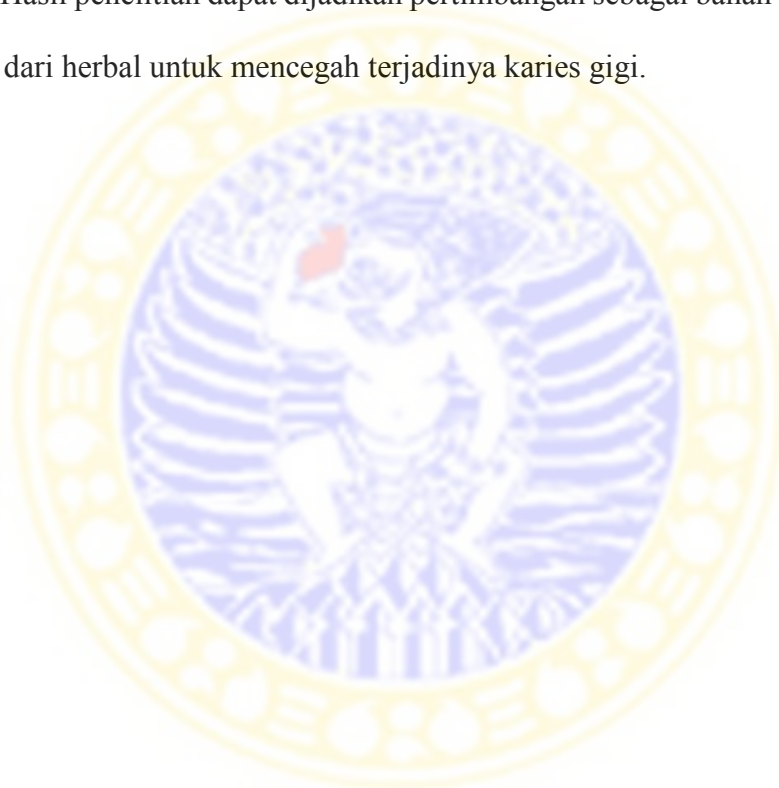 Hasil penelitian dapat dijadikan pertimbangan sebagai bahan
dari herbal untuk mencegah terjadinya karies gigi.